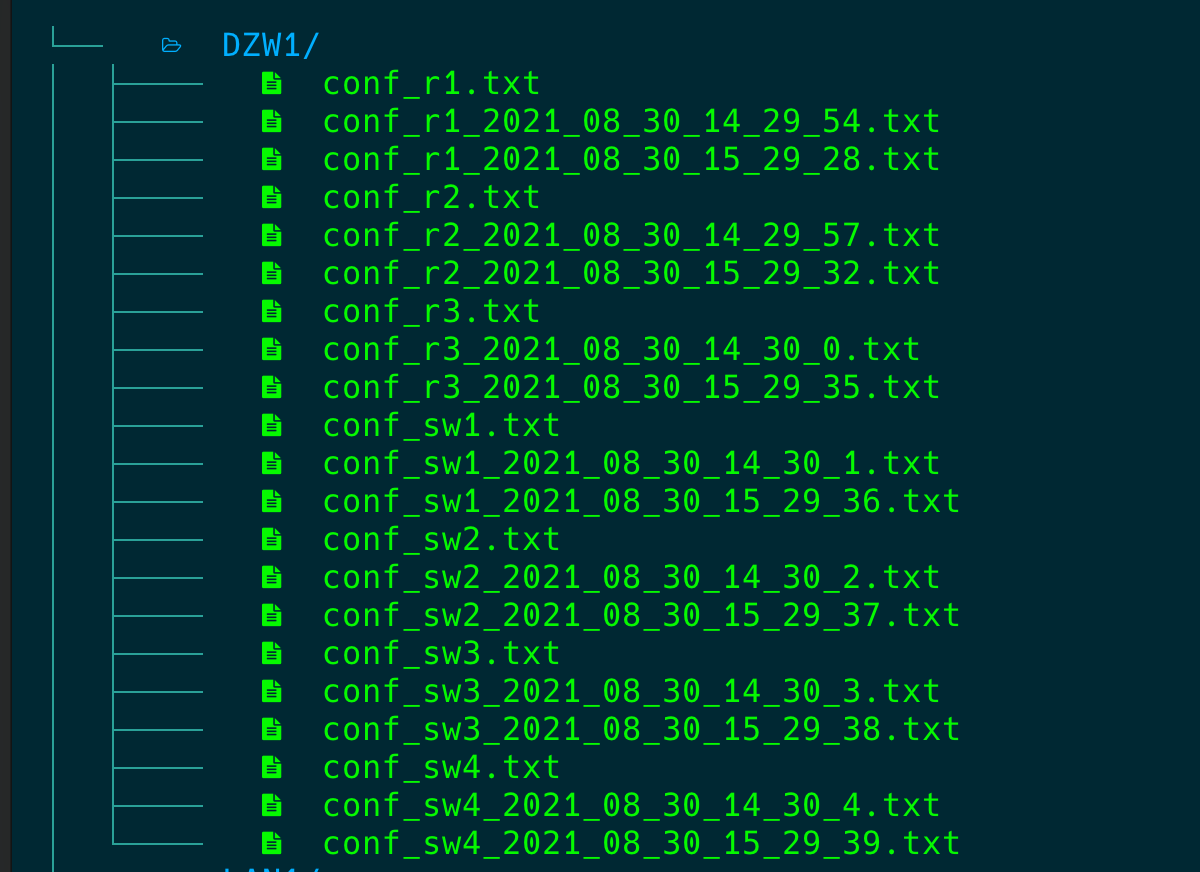 DZW1/
conf_r1.txt
conf_r1_2021_08_30_14_29_54.txt
conf_r1_2021_08_30_15_29_28.txt
conf_r2.txt
conf_r2_2021_08_30_14_29_57.txt
conf_r2_2021_08_30_15_29_32.txt
conf_r3.txt
conf_r3_2021_08_30_14_30_0.txt
conf_r3_2021_08_30_15_29_35.txt
conf_sw1.txt
conf_sw1_2021_08_30_14_30_1.txt
conf_sw1_2021_08_30_15_29_36.txt
conf_sw2.txt
conf_sw2_2021_08_30_14_30_2.txt
conf_sw2_2021_08_30_15_29_37.txt
conf_sw3.txt
conf_sw3_2021_08_30_14_30_3.txt
conf_sw3_2021_08_30_15_29_38.txt
conf_sw4.txt
conf_sw4_2021_08_30_14_30_4.txt
conf_sw4_2021_08_30_15_29_39.txt